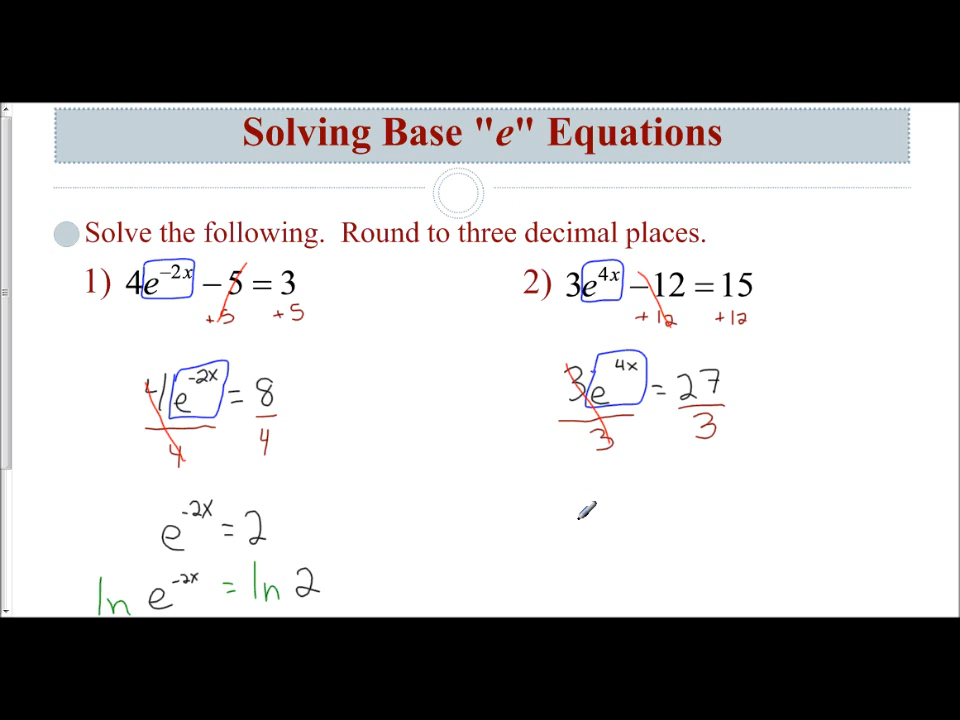 Solving Base "e" Equations
Solve the following. Round to three decimal places.
1) 4e^{-2x} - 5 = 3
+5 +5
4e^{-2x} = 8
4 4
e^{-2x} = 2
ln e^{-2x} = ln 2
2) 3e^{4x} - 12 = 15
+12 +12
3e^{4x} = 27
3 3